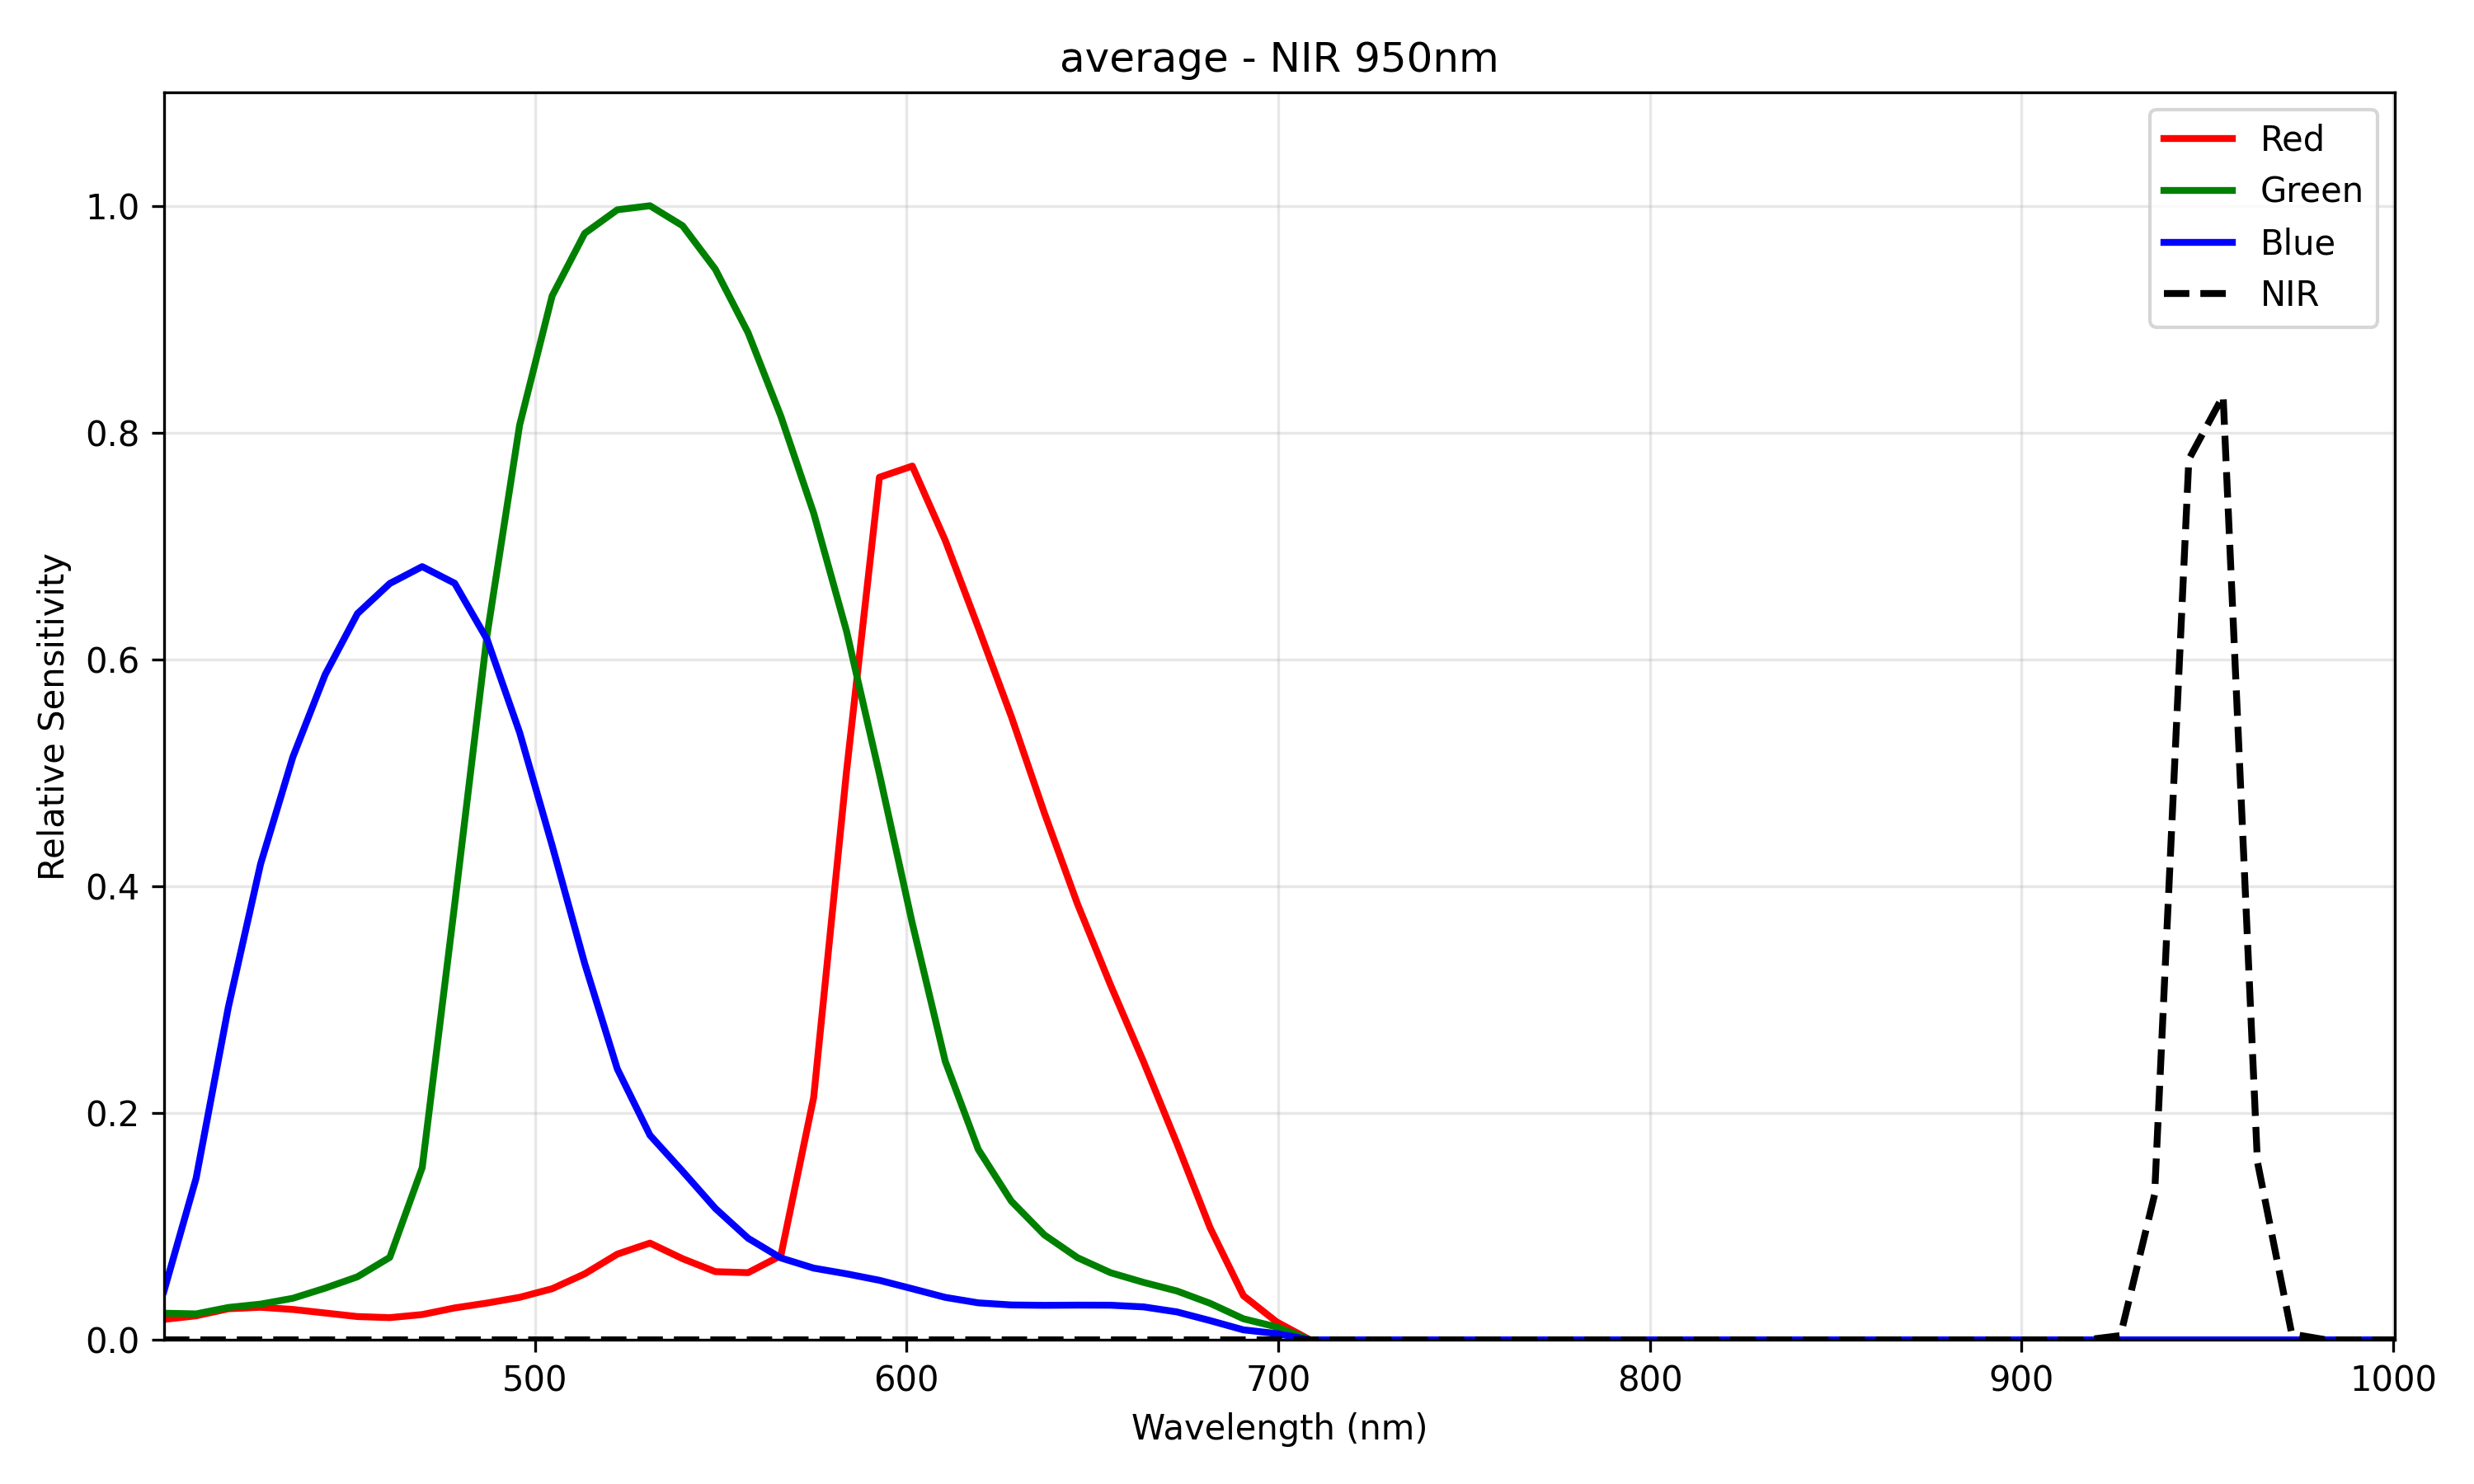 average - NIR 950nm
Red
Green
Blue
NIR
1.0
0.8
0.6
0.4
0.2
0.0
Relative Sensitivity
500
600
700
800
900
1000
Wavelength (nm)